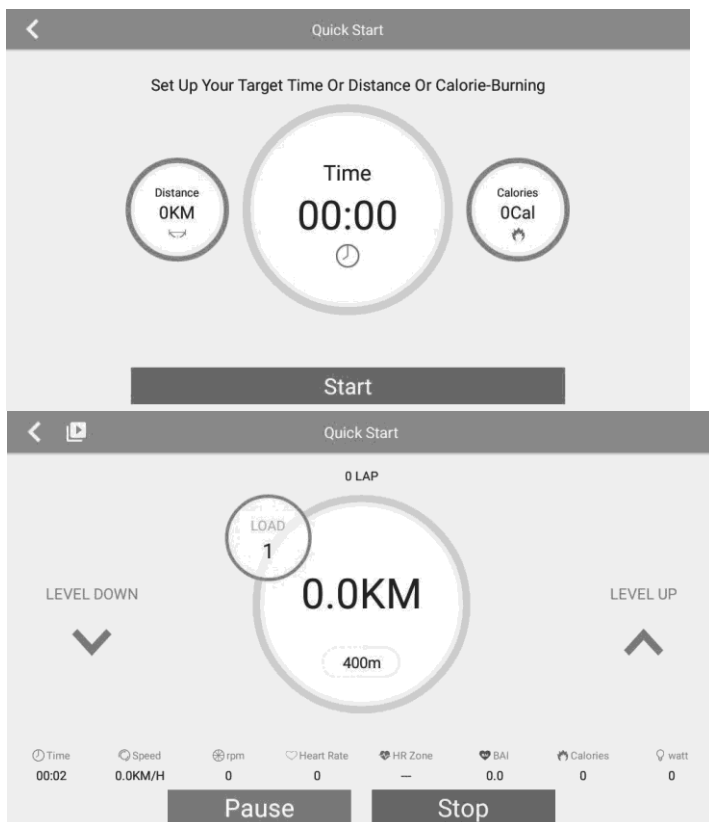 Quick Start
Set Up Your Target Time Or Distance Or Calorie-Burning
Distance
0KM
Time
00:00
Calories
0Cal
Start
Quick Start
0 LAP
LOAD
1
0.0KM
400m
LEVEL DOWN
LEVEL UP
Time Speed rpm Heart Rate HR Zone BAI Calories watt
00:02 0.0KM/H 0 0 --- 0.0 0 0
Pause Stop